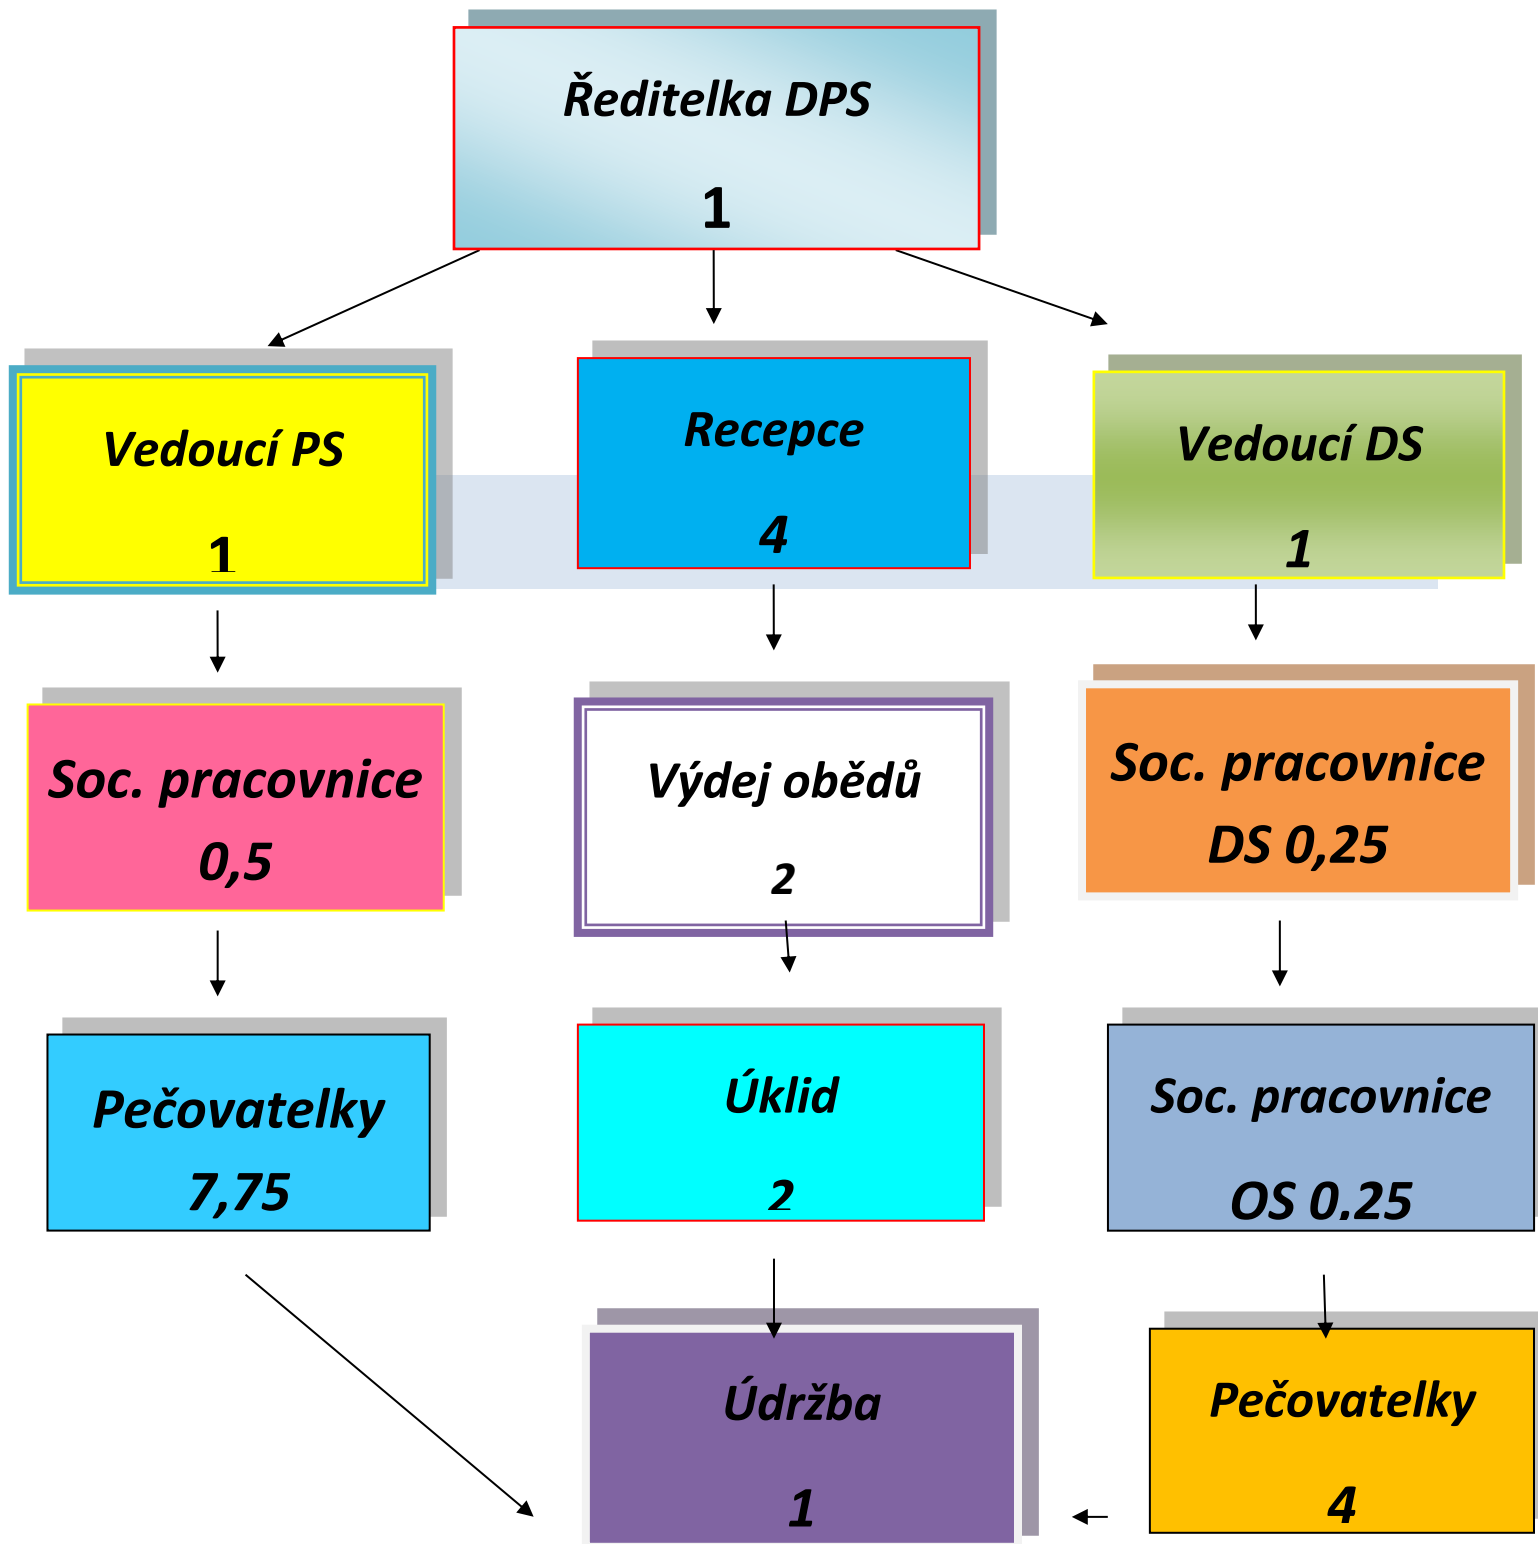 Ředitelka DPS
1
Vedoucí PS
1
Recepce
4
Vedoucí DS
1
Soc. pracovnice
0,5
Výdej obědů
2
Soc. pracovnice
DS 0,25
Pečovatelky
7,75
Úklid
2
Soc. pracovnice
OS 0,25
Údržba
1
Pečovatelky
4